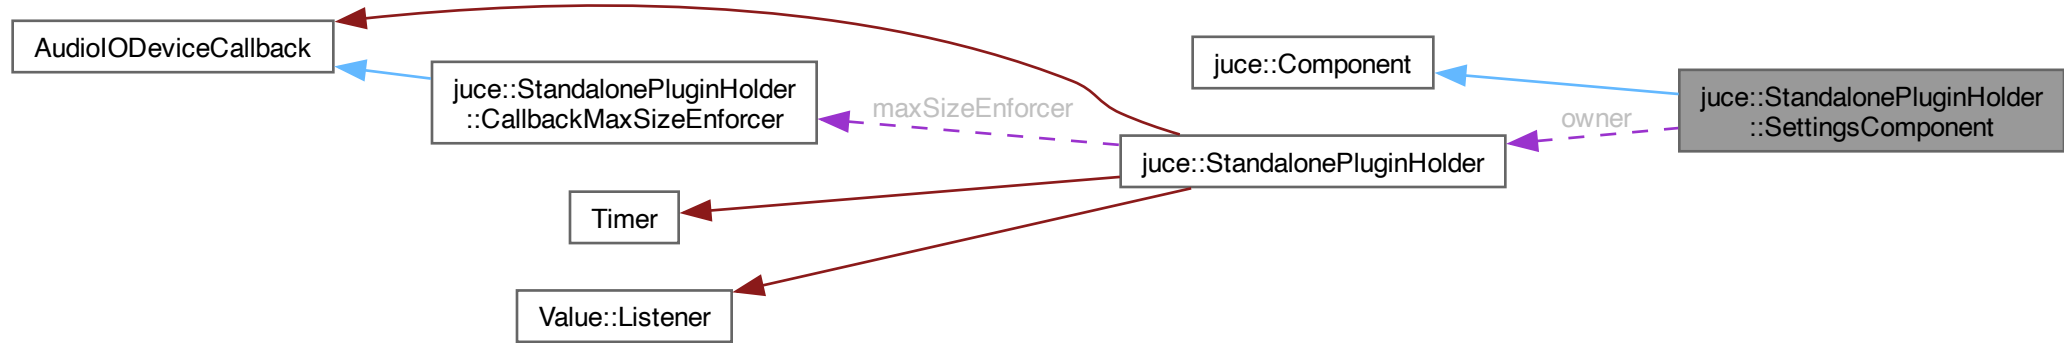 AudioIODeviceCallback
juce::StandalonePluginHolder
::CallbackMaxSizeEnforcer
maxSizeEnforcer
Timer
Value::Listener
juce::Component
juce::StandalonePluginHolder
owner
juce::StandalonePluginHolder
::SettingsComponent